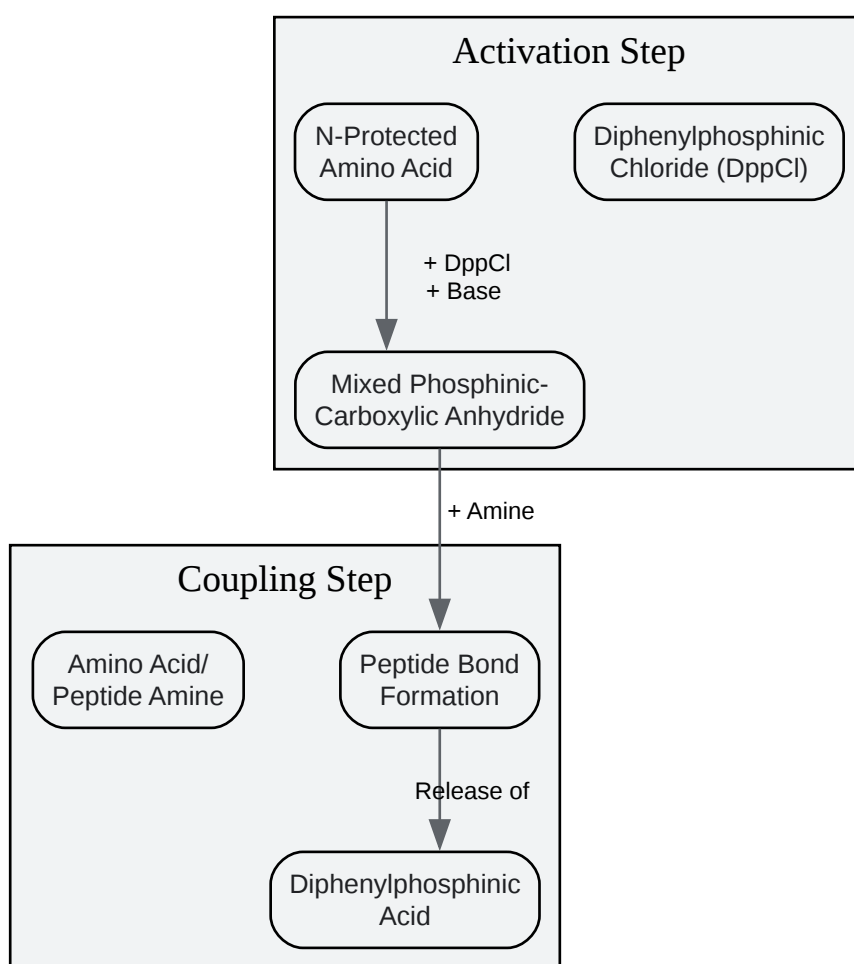 Activation Step
N-Protected
Amino Acid
Diphenylphosphinic
Chloride (DppCl)
+ DppCl
+ Base
Mixed Phosphinic-
Carboxylic Anhydride
+ Amine
Coupling Step
Amino Acid/
Peptide Amine
Peptide Bond
Formation
Release of
Diphenylphosphinic
Acid